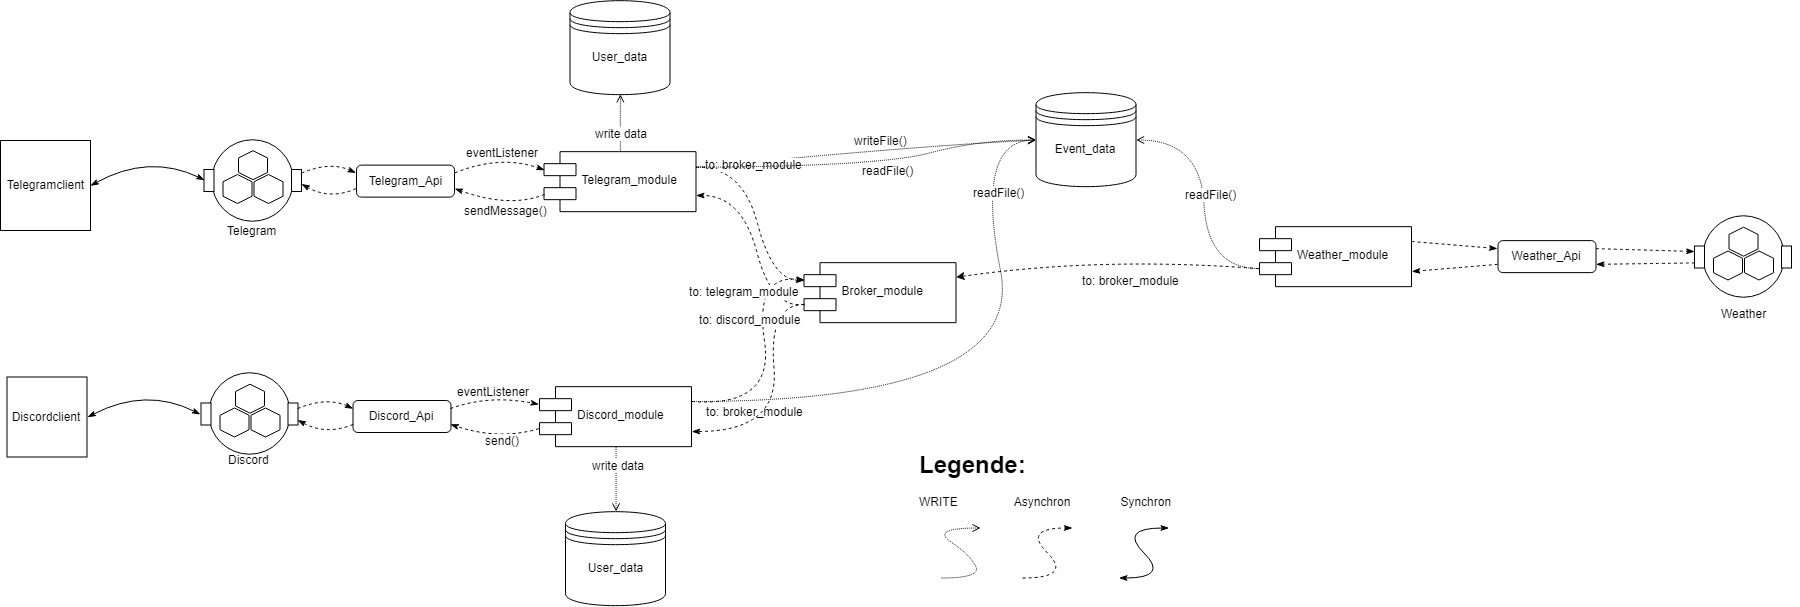 User_data
write data
Event_data
writeFile()
to: broker_module
readFile()
eventListener
Telegramclient
Telegram_Api
Telegram_module
sendMessage()
Telegram
readFile()
readFile()
Weather_module
Weather_Api
to: broker_module
to: telegram_module
Broker_module
to: discord_module
Weather
eventListener
Discordclient
Discord_Api
Discord_module
to: broker_module
send()
Discord
write data
User_data
Legende:
WRITE
Asynchron
Synchron